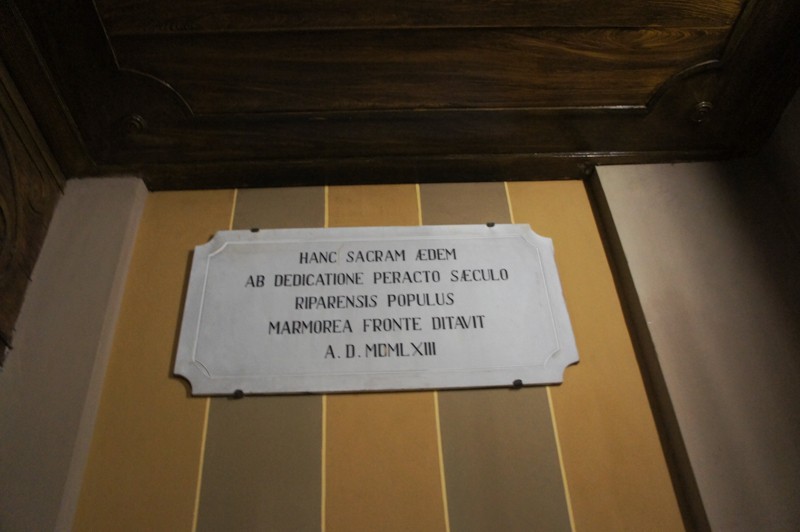 HANC SACRAM ÆDEM
AB DEDICATIONE PERACTO SÆCULO
RIPARENSIS POPULUS
MARMOREA FRONTE DITAVIT
A. D. MCMLXIII